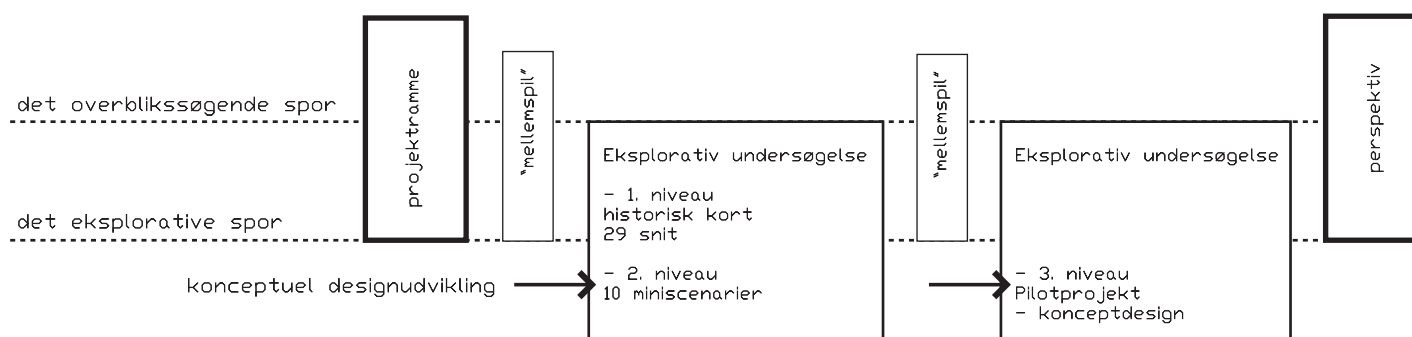 det overblikssøgende spor
det eksplorative spor
konceptuel designudvikling
projektramme
"mellemspil"
Eksplorativ undersøgelse
- 1. niveau
historisk kort
29 snit
- 2. niveau
10 miniscenarier
"mellemspil"
Eksplorativ undersøgelse
- 3. niveau
Pilotprojekt
- konceptdesign
perspektiv